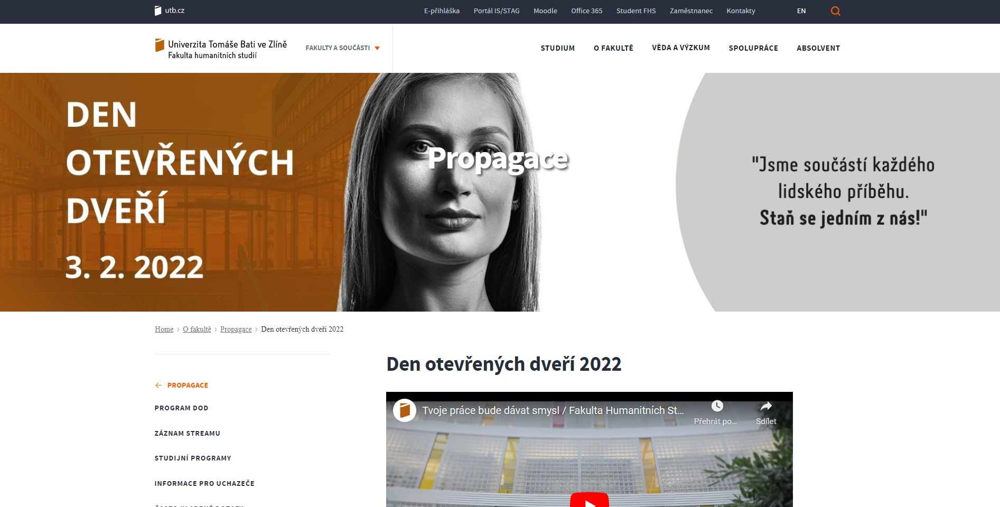 utb.cz
E-přihláška Portál IS/STAG Moodle Office 365 Student FHS Zaměstnanec Kontakty EN
Univerzita Tomáše Bati ve Zlíně
Fakulta humanitních studií
FAKULTY A SOUČÁSTI
STUDIUM O FAKULTĚ VĚDA A VÝZKUM SPOLUPRÁCE ABSOLVENT
DEN
OTEVŘENÝCH
DVEŘÍ
3. 2. 2022
Propagace
"Jsme součástí každého
lidského příběhu.
Staň se jedním z nás!"
Home › O fakultě › Propagace › Den otevřených dveří 2022
← PROPAGACE
PROGRAM DOD
ZÁZNAM STREAMU
STUDIJNÍ PROGRAMY
INFORMACE PRO UCHAZEČE
Den otevřených dveří 2022
Tvoje práce bude dávat smysl / Fakulta Humanitních St...
Přehrát po...
Sdílet